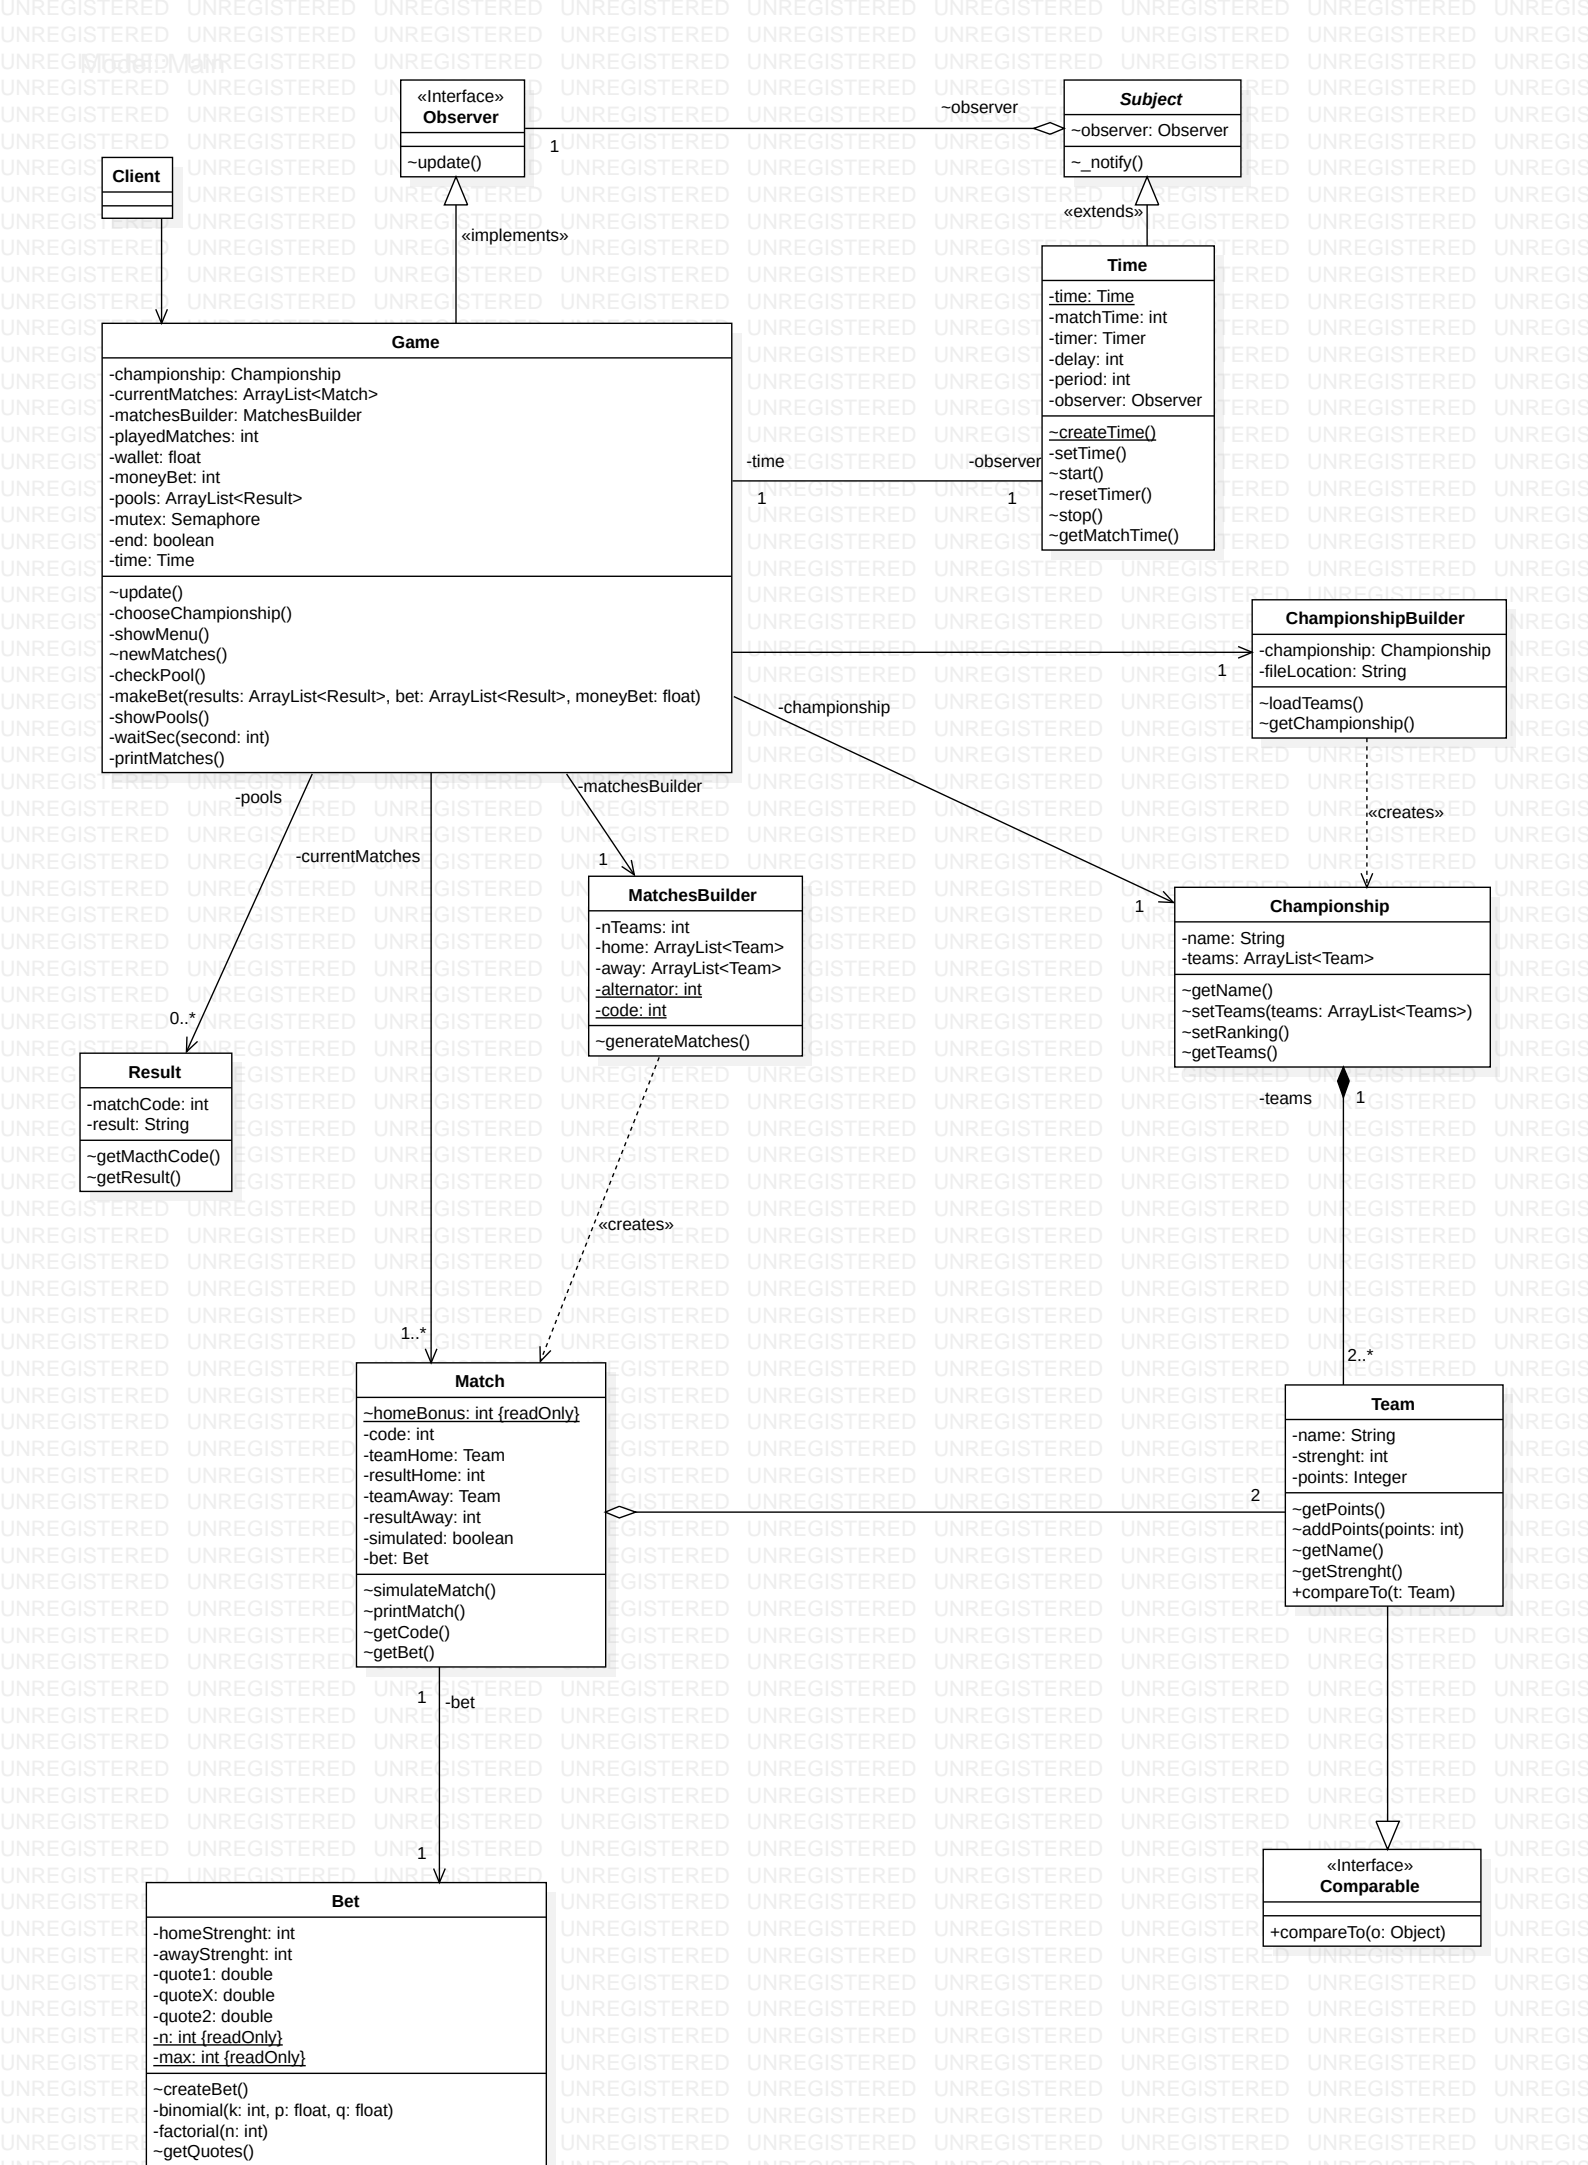 Model::Main
«Interface»
Observer
~update()
1
~observer
Subject
~observer: Observer
~_notify()
Client
«implements»
«extends»
Time
-time: Time
-matchTime: int
-timer: Timer
-delay: int
-period: int
-observer: Observer
~createTime()
-setTime()
~start()
~resetTimer()
~stop()
~getMatchTime()
Game
-championship: Championship
-currentMatches: ArrayList<Match>
-matchesBuilder: MatchesBuilder
-playedMatches: int
-wallet: float
-moneyBet: int
-pools: ArrayList<Result>
-mutex: Semaphore
-end: boolean
-time: Time
~update()
-chooseChampionship()
-showMenu()
~newMatches()
-checkPool()
-makeBet(results: ArrayList<Result>, bet: ArrayList<Result>, moneyBet: float)
-showPools()
-waitSec(second: int)
-printMatches()
-time
-observer
1
1
ChampionshipBuilder
-championship: Championship
-fileLocation: String
~loadTeams()
~getChampionship()
1
-championship
«creates»
-pools
-matchesBuilder
-currentMatches
1
MatchesBuilder
-nTeams: int
-home: ArrayList<Team>
-away: ArrayList<Team>
-alternator: int
-code: int
~generateMatches()
1
Championship
-name: String
-teams: ArrayList<Team>
~getName()
~setTeams(teams: ArrayList<Teams>)
~setRanking()
~getTeams()
0..*
Result
-matchCode: int
-result: String
~getMacthCode()
~getResult()
-teams
1
«creates»
1..*
2..*
Match
~homeBonus: int {readOnly}
-code: int
-teamHome: Team
-resultHome: int
-teamAway: Team
-resultAway: int
-simulated: boolean
-bet: Bet
~simulateMatch()
~printMatch()
~getCode()
~getBet()
2
Team
-name: String
-strenght: int
-points: Integer
~getPoints()
~addPoints(points: int)
~getName()
~getStrenght()
+compareTo(t: Team)
1
-bet
1
«Interface»
Comparable
+compareTo(o: Object)
Bet
-homeStrenght: int
-awayStrenght: int
-quote1: double
-quoteX: double
-quote2: double
-n: int {readOnly}
-max: int {readOnly}
~createBet()
-binomial(k: int, p: float, q: float)
-factorial(n: int)
~getQuotes()